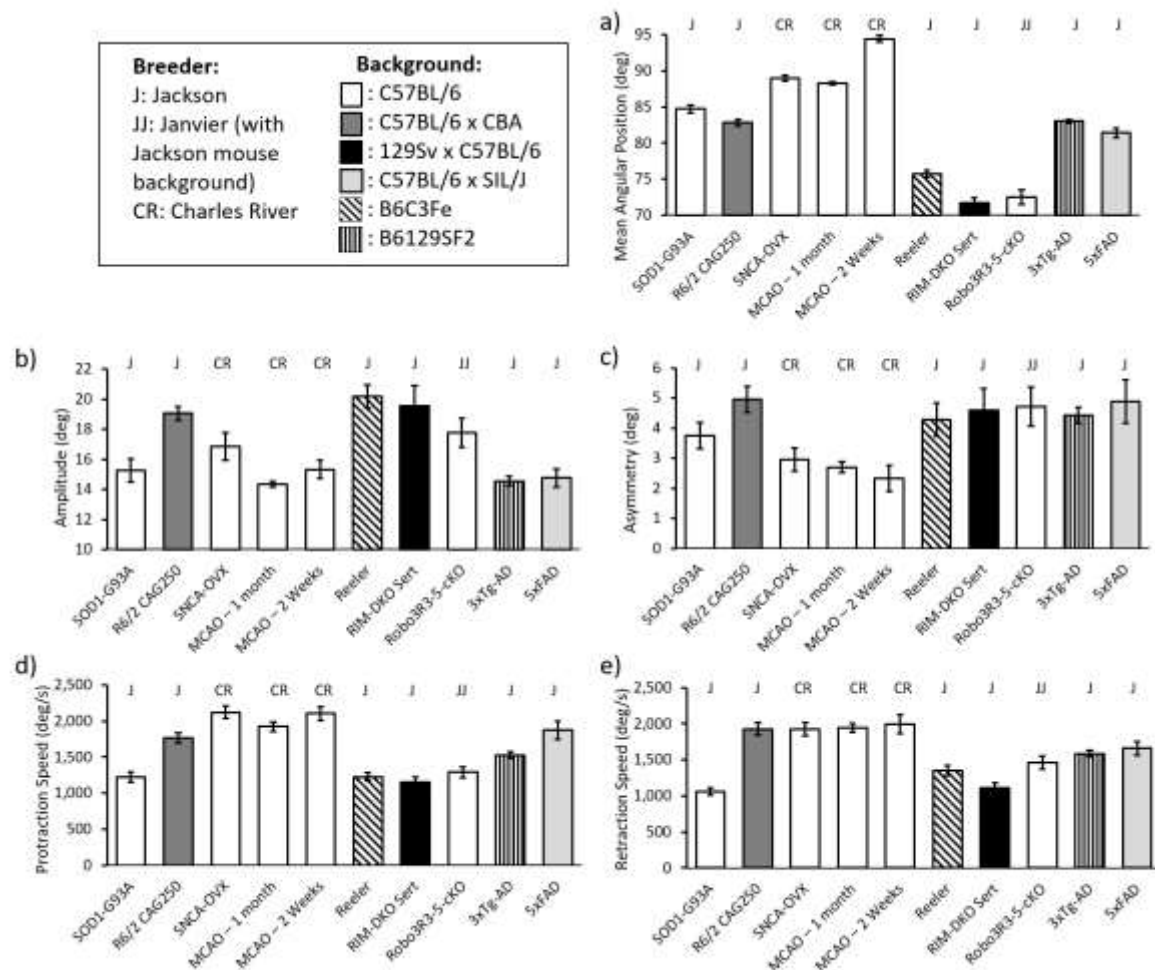 Breeder:
J: Jackson
JJ: Janvier (with
Jackson mouse
background)
CR: Charles River
Background:
: C57BL/6
: C57BL/6 x CBA
: 129Sv x C57BL/6
: C57BL/6 x SIL/J
: B6C3Fe
: B6129SF2
a)
J J CR CR CR J J JJ J J
Mean Angular Position (deg)
95
90
85
80
75
70
SOD1-G93A
R6/2 CAG250
SNCA-OVX
MCAO – 1 month
MCAO – 2 Weeks
Reeler
RIM-DKO Sert
Robo3R3-5-cKO
3xTg-AD
5xFAD
b)
J J CR CR CR J J JJ J J
Amplitude (deg)
22
20
18
16
14
12
10
SOD1-G93A
R6/2 CAG250
SNCA-OVX
MCAO – 1 month
MCAO – 2 Weeks
Reeler
RIM-DKO Sert
Robo3R3-5-cKO
3xTg-AD
5xFAD
c)
J J CR CR CR J J JJ J J
Asymmetry (deg)
6
5
4
3
2
1
0
SOD1-G93A
R6/2 CAG250
SNCA-OVX
MCAO – 1 month
MCAO – 2 Weeks
Reeler
RIM-DKO Sert
Robo3R3-5-cKO
3xTg-AD
5xFAD
d)
J J CR CR CR J J JJ J J
Protraction Speed (deg/s)
2,500
2,000
1,500
1,000
500
0
SOD1-G93A
R6/2 CAG250
SNCA-OVX
MCAO – 1 month
MCAO – 2 Weeks
Reeler
RIM-DKO Sert
Robo3R3-5-cKO
3xTg-AD
5xFAD
e)
J J CR CR CR J J JJ J J
Retraction Speed (deg/s)
2,500
2,000
1,500
1,000
500
0
SOD1-G93A
R6/2 CAG250
SNCA-OVX
MCAO – 1 month
MCAO – 2 Weeks
Reeler
RIM-DKO Sert
Robo3R3-5-cKO
3xTg-AD
5xFAD